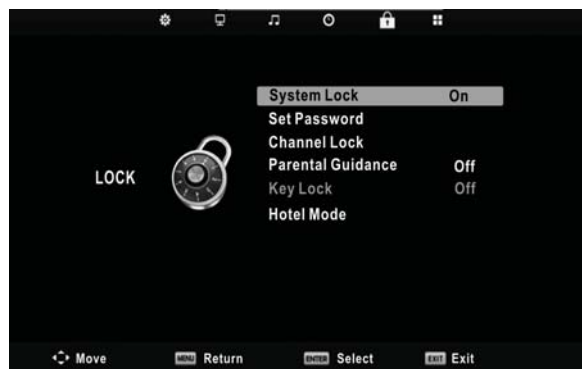 System Lock On
Set Password
Channel Lock
Parental Guidance Off
LOCK
Key Lock Off
Hotel Mode
Move MENU Return ENTER Select EXIT Exit